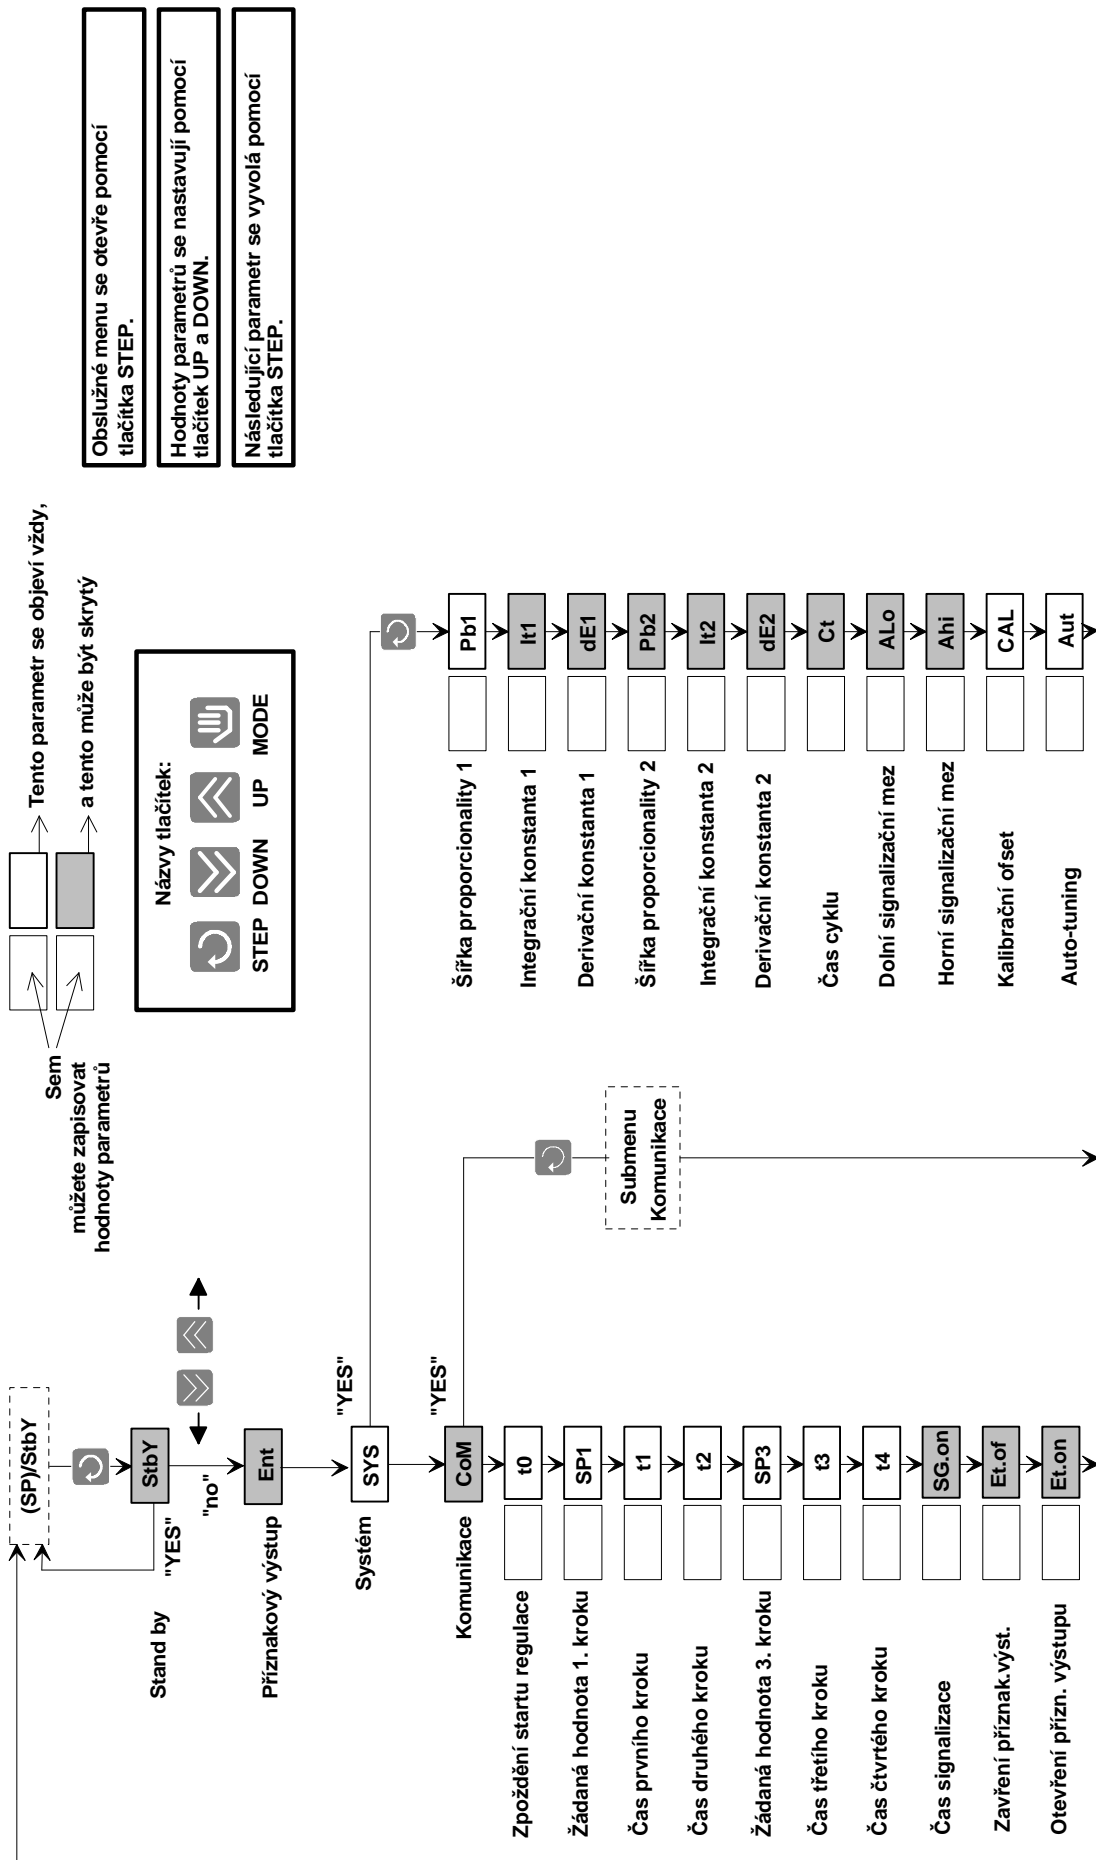 (SP)/StbY
Stand by
StbY
"YES"
"no"
Příznakový výstup
Ent
Systém
SYS
"YES"
Komunikace
CoM
"YES"
Zpoždění startu regulace
t0
Žádaná hodnota 1. kroku
SP1
Čas prvního kroku
t1
Čas druhého kroku
t2
Žádaná hodnota 3. kroku
SP3
Čas třetího kroku
t3
Čas čtvrtého kroku
t4
Čas signalizace
SG.on
Zavření příznak.výst.
Et.of
Otevření přízn. výstupu
Et.on
Submenu
Komunikace
Sem
můžete zapisovat
hodnoty parametrů
Tento parametr se objeví vždy,
a tento může být skrytý
Názvy tlačítek:
STEP DOWN UP MODE
Šířka proporcionality 1
Pb1
Integrační konstanta 1
It1
Derivační konstanta 1
dE1
Šířka proporcionality 2
Pb2
Integrační konstanta 2
It2
Derivační konstanta 2
dE2
Čas cyklu
Ct
Dolní signalizační mez
ALo
Horní signalizační mez
Ahi
Kalibrační ofset
CAL
Auto-tuning
Aut
Obslužné menu se otevře pomocí
tlačítka STEP.
Hodnoty parametrů se nastavují pomocí
tlačítek UP a DOWN.
Následující parametr se vyvolá pomocí
tlačítka STEP.